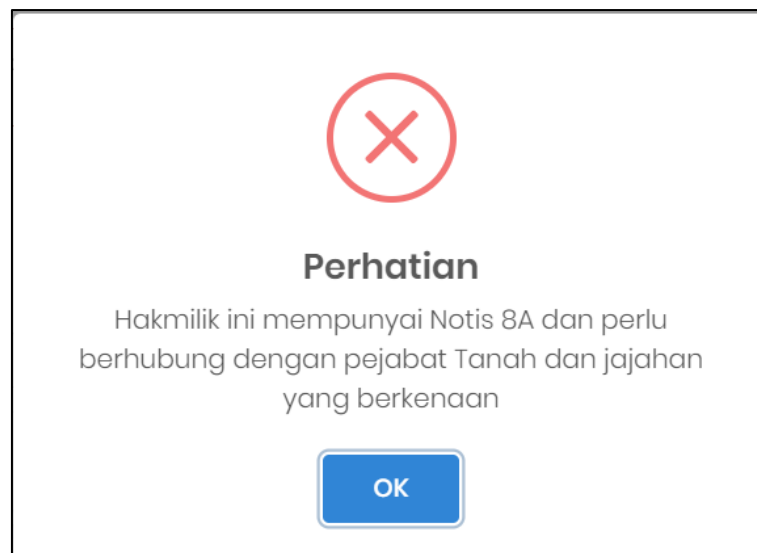 Perhatian
Hakmilik ini mempunyai Notis 8A dan perlu
berhubung dengan pejabat Tanah dan jajahan
yang berkenaan
OK